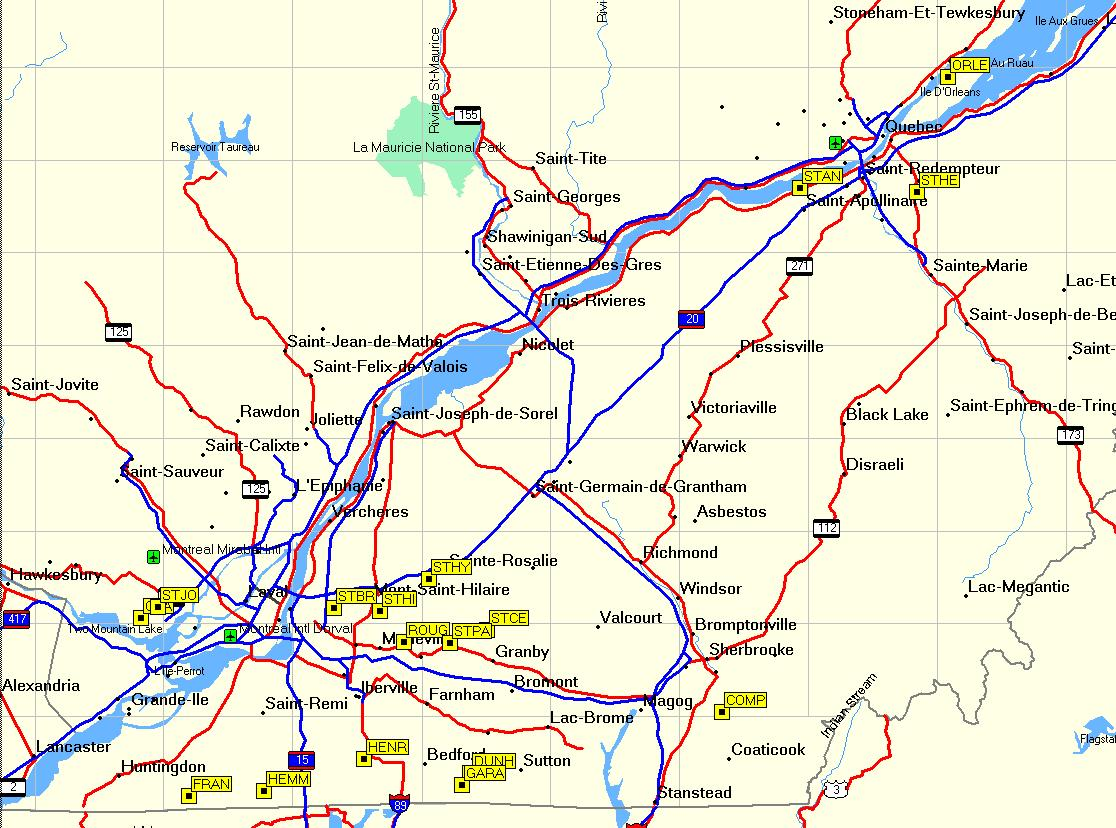 Stoneham-Et-Tewkesbury
Ile Aux Grues
ORLE
Au Ruau
Ile D'Orleans
Riviere St-Maurice
155
Quebec
Reservoir Taureau
La Mauricie National Park
Saint-Tite
Saint-Redempteur
STAN
STHE
Saint-Georges
Saint-Apollinaire
Shawinigan-Sud
Saint-Etienne-Des-Gres
271
Sainte-Marie
Trois-Rivieres
20
Saint-Joseph-de-Be
125
Saint-Jean-de-Matha
Nicolet
Plessisville
Saint-Felix-de-Valois
Saint-Jovite
Rawdon
Joliette
Saint-Joseph-de-Sorel
Victoriaville
Black Lake
Saint-Ephrem-de-Tring
173
Saint-Calixte
Warwick
Saint-Sauveur
Disraeli
125
L'Epiphanie
Saint-Germain-de-Grantham
Vercheres
Asbestos
112
Montreal Mirabel Intl
Richmond
Sainte-Rosalie
STHY
Hawkesbury
Lac-Megantic
STJO
Laval
STBR
Mont-Saint-Hilaire
STHI
Windsor
417
Two Mountain Lake
Montreal Intl Dorval
ROUG
STPA
STCE
Valcourt
Bromptonville
Granby
Sherbrooke
L'ile-Perrot
Alexandria
Grande-Ile
Saint-Remi
Iberville
Farnham
Bromont
Magog
COMP
Lac-Brome
Indian Stream
Lancaster
HENR
Bedford
DUNH
Sutton
GARA
Coaticook
Huntingdon
15
FRAN
HEMM
2
89
Stanstead
3